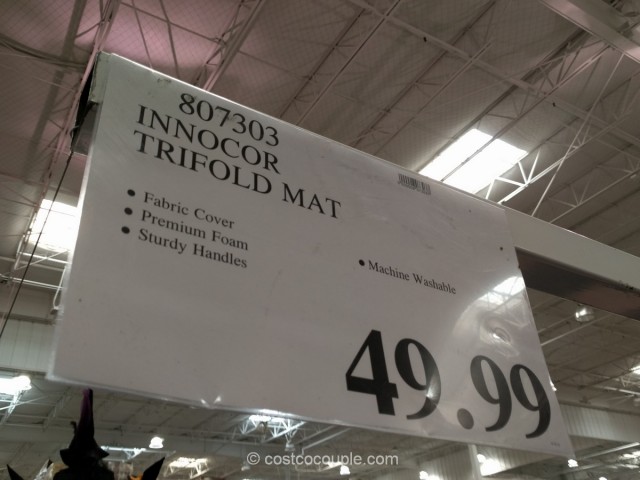 807303
INNOCOR
TRIFOLD MAT
• Fabric Cover
• Premium Foam
• Sturdy Handles
• Machine Washable
49.99
© costcocouple.com